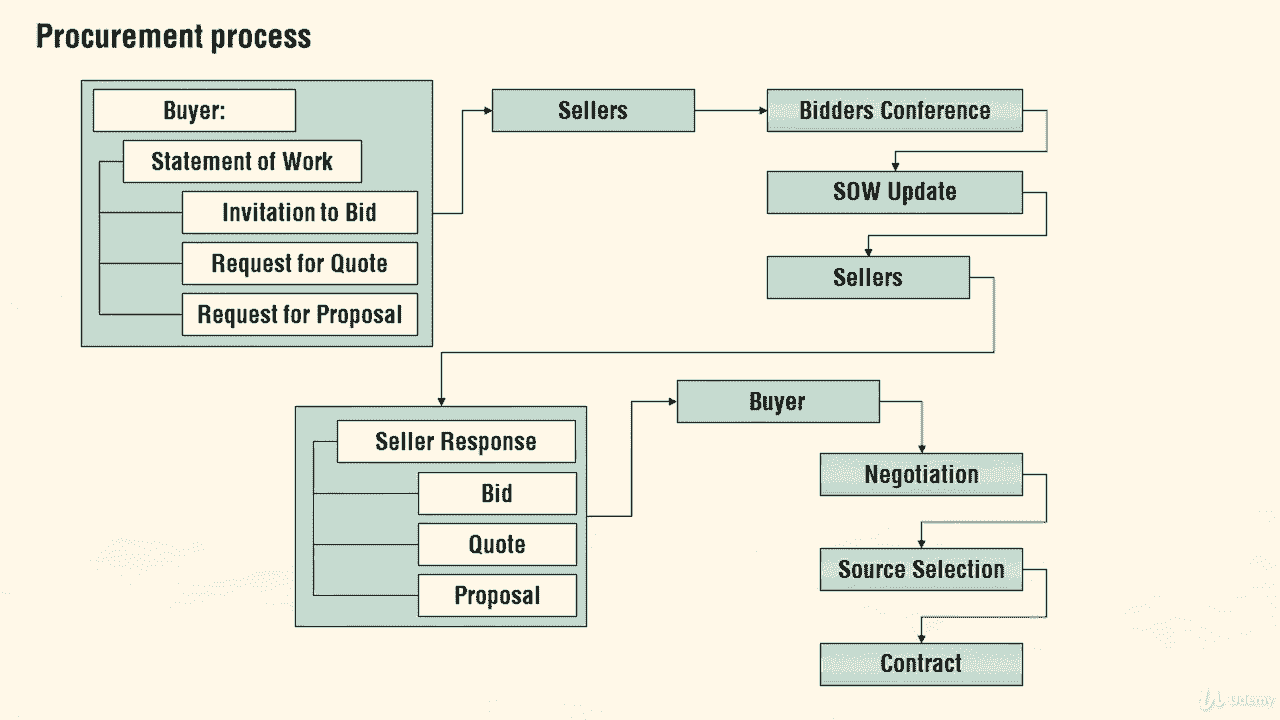 Procurement process
Buyer:
Statement of Work
Invitation to Bid
Request for Quote
Request for Proposal
Sellers
Bidders Conference
SOW Update
Sellers
Seller Response
Bid
Quote
Proposal
Buyer
Negotiation
Source Selection
Contract
Udemy